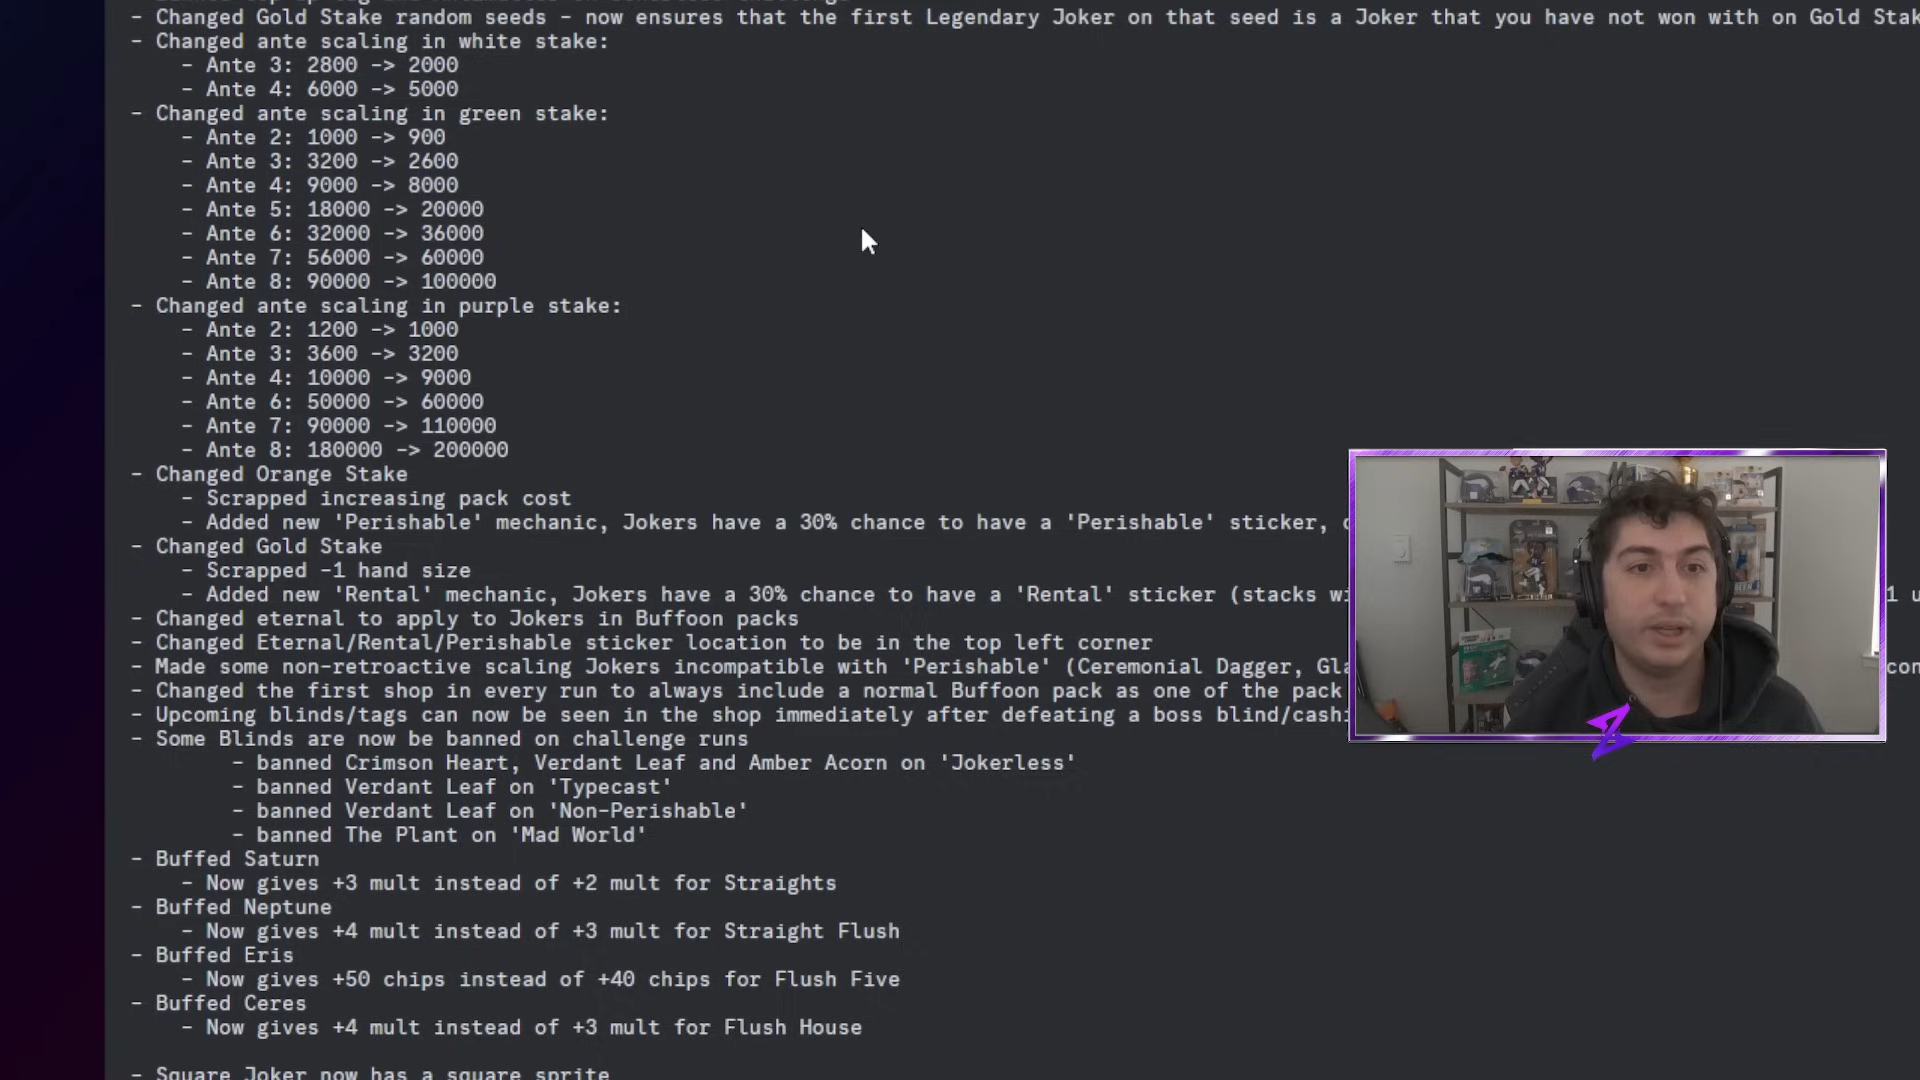 - Changed Gold Stake random seeds - now ensures that the first Legendary Joker on that seed is a Joker that you have not won with on Gold
- Changed ante scaling in white stake:
- Ante 3: 2800 -> 2000
- Ante 4: 6000 -> 5000
- Changed ante scaling in green stake:
- Ante 2: 1000 -> 900
- Ante 3: 3200 -> 2600
- Ante 4: 9000 -> 8000
- Ante 5: 18000 -> 20000
- Ante 6: 32000 -> 36000
- Ante 7: 56000 -> 60000
- Ante 8: 90000 -> 100000
- Changed ante scaling in purple stake:
- Ante 2: 1200 -> 1000
- Ante 3: 3600 -> 3200
- Ante 4: 10000 -> 9000
- Ante 6: 50000 -> 60000
- Ante 7: 90000 -> 110000
- Ante 8: 180000 -> 200000
- Changed Orange Stake
- Scrapped increasing pack cost
- Added new 'Perishable' mechanic, Jokers have a 30% chance to have a 'Perishable' sticker,
- Changed Gold Stake
- Scrapped -1 hand size
- Added new 'Rental' mechanic, Jokers have a 30% chance to have a 'Rental' sticker (stacks
- Changed eternal to apply to Jokers in Buffoon packs
- Changed Eternal/Rental/Perishable sticker location to be in the top left corner
- Made some non-retroactive scaling Jokers incompatible with 'Perishable' (Ceremonial Dagger,
- Changed the first shop in every run to always include a normal Buffoon pack as one of the pack
- Upcoming blinds/tags can now be seen in the shop immediately after defeating a boss
- Some Blinds are now be banned on challenge runs
- banned Crimson Heart, Verdant Leaf and Amber Acorn on 'Jokerless'
- banned Verdant Leaf on 'Typecast'
- banned Verdant Leaf on 'Non-Perishable'
- banned The Plant on 'Mad World'
- Buffed Saturn
- Now gives +3 mult instead of +2 mult for Straights
- Buffed Neptune
- Now gives +4 mult instead of +3 mult for Straight Flush
- Buffed Eris
- Now gives +50 chips instead of +40 chips for Flush Five
- Buffed Ceres
- Now gives +4 mult instead of +3 mult for Flush House
- Square Joker now has a square sprite